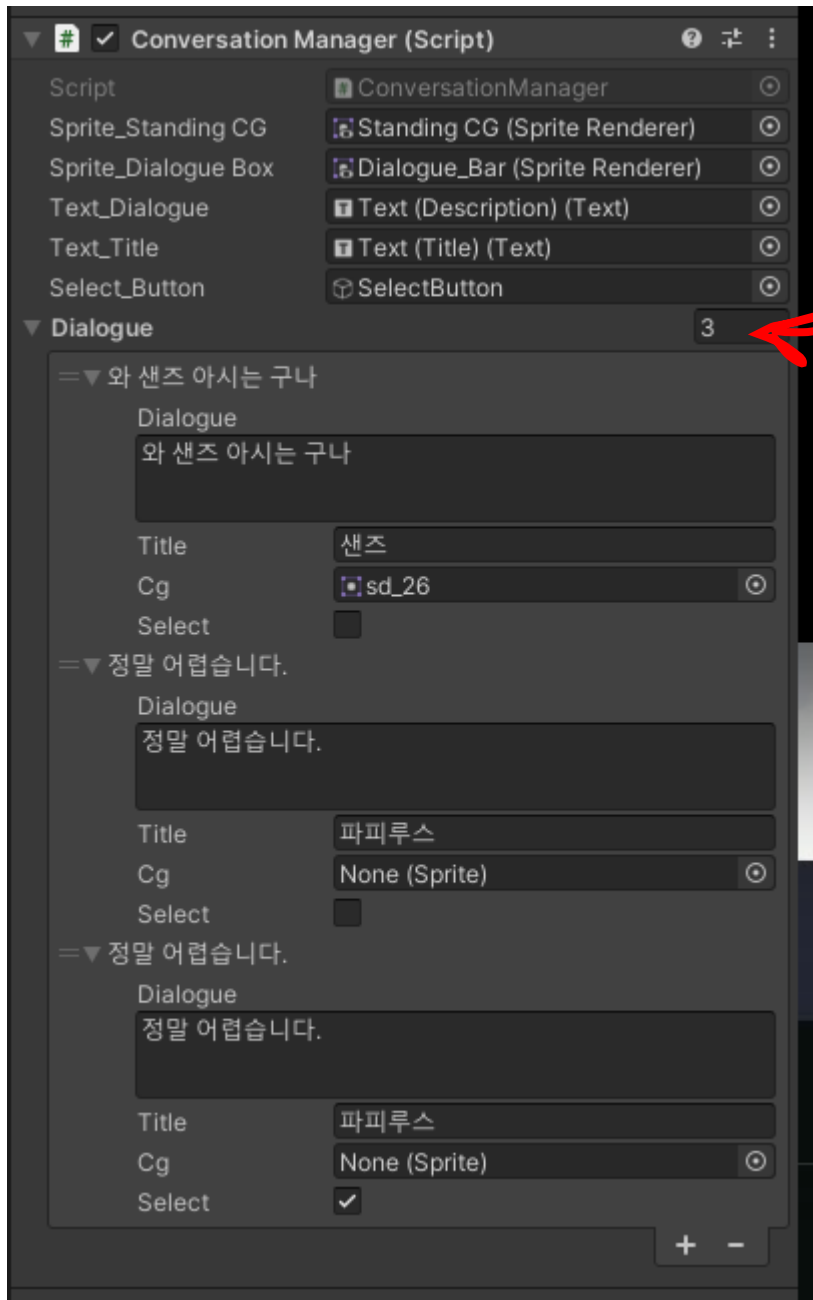 Conversation Manager (Script)
Script ConversationManager
Sprite_Standing CG Standing CG (Sprite Renderer)
Sprite_Dialogue Box Dialogue_Bar (Sprite Renderer)
Text_Dialogue Text (Description) (Text)
Text_Title Text (Title) (Text)
Select_Button SelectButton
Dialogue 3
와 샌즈 아시는 구나
Dialogue
와 샌즈 아시는 구나
Title 샌즈
Cg sd_26
Select
정말 어렵습니다.
Dialogue
정말 어렵습니다.
Title 파피루스
Cg None (Sprite)
Select
정말 어렵습니다.
Dialogue
정말 어렵습니다.
Title 파피루스
Cg None (Sprite)
Select